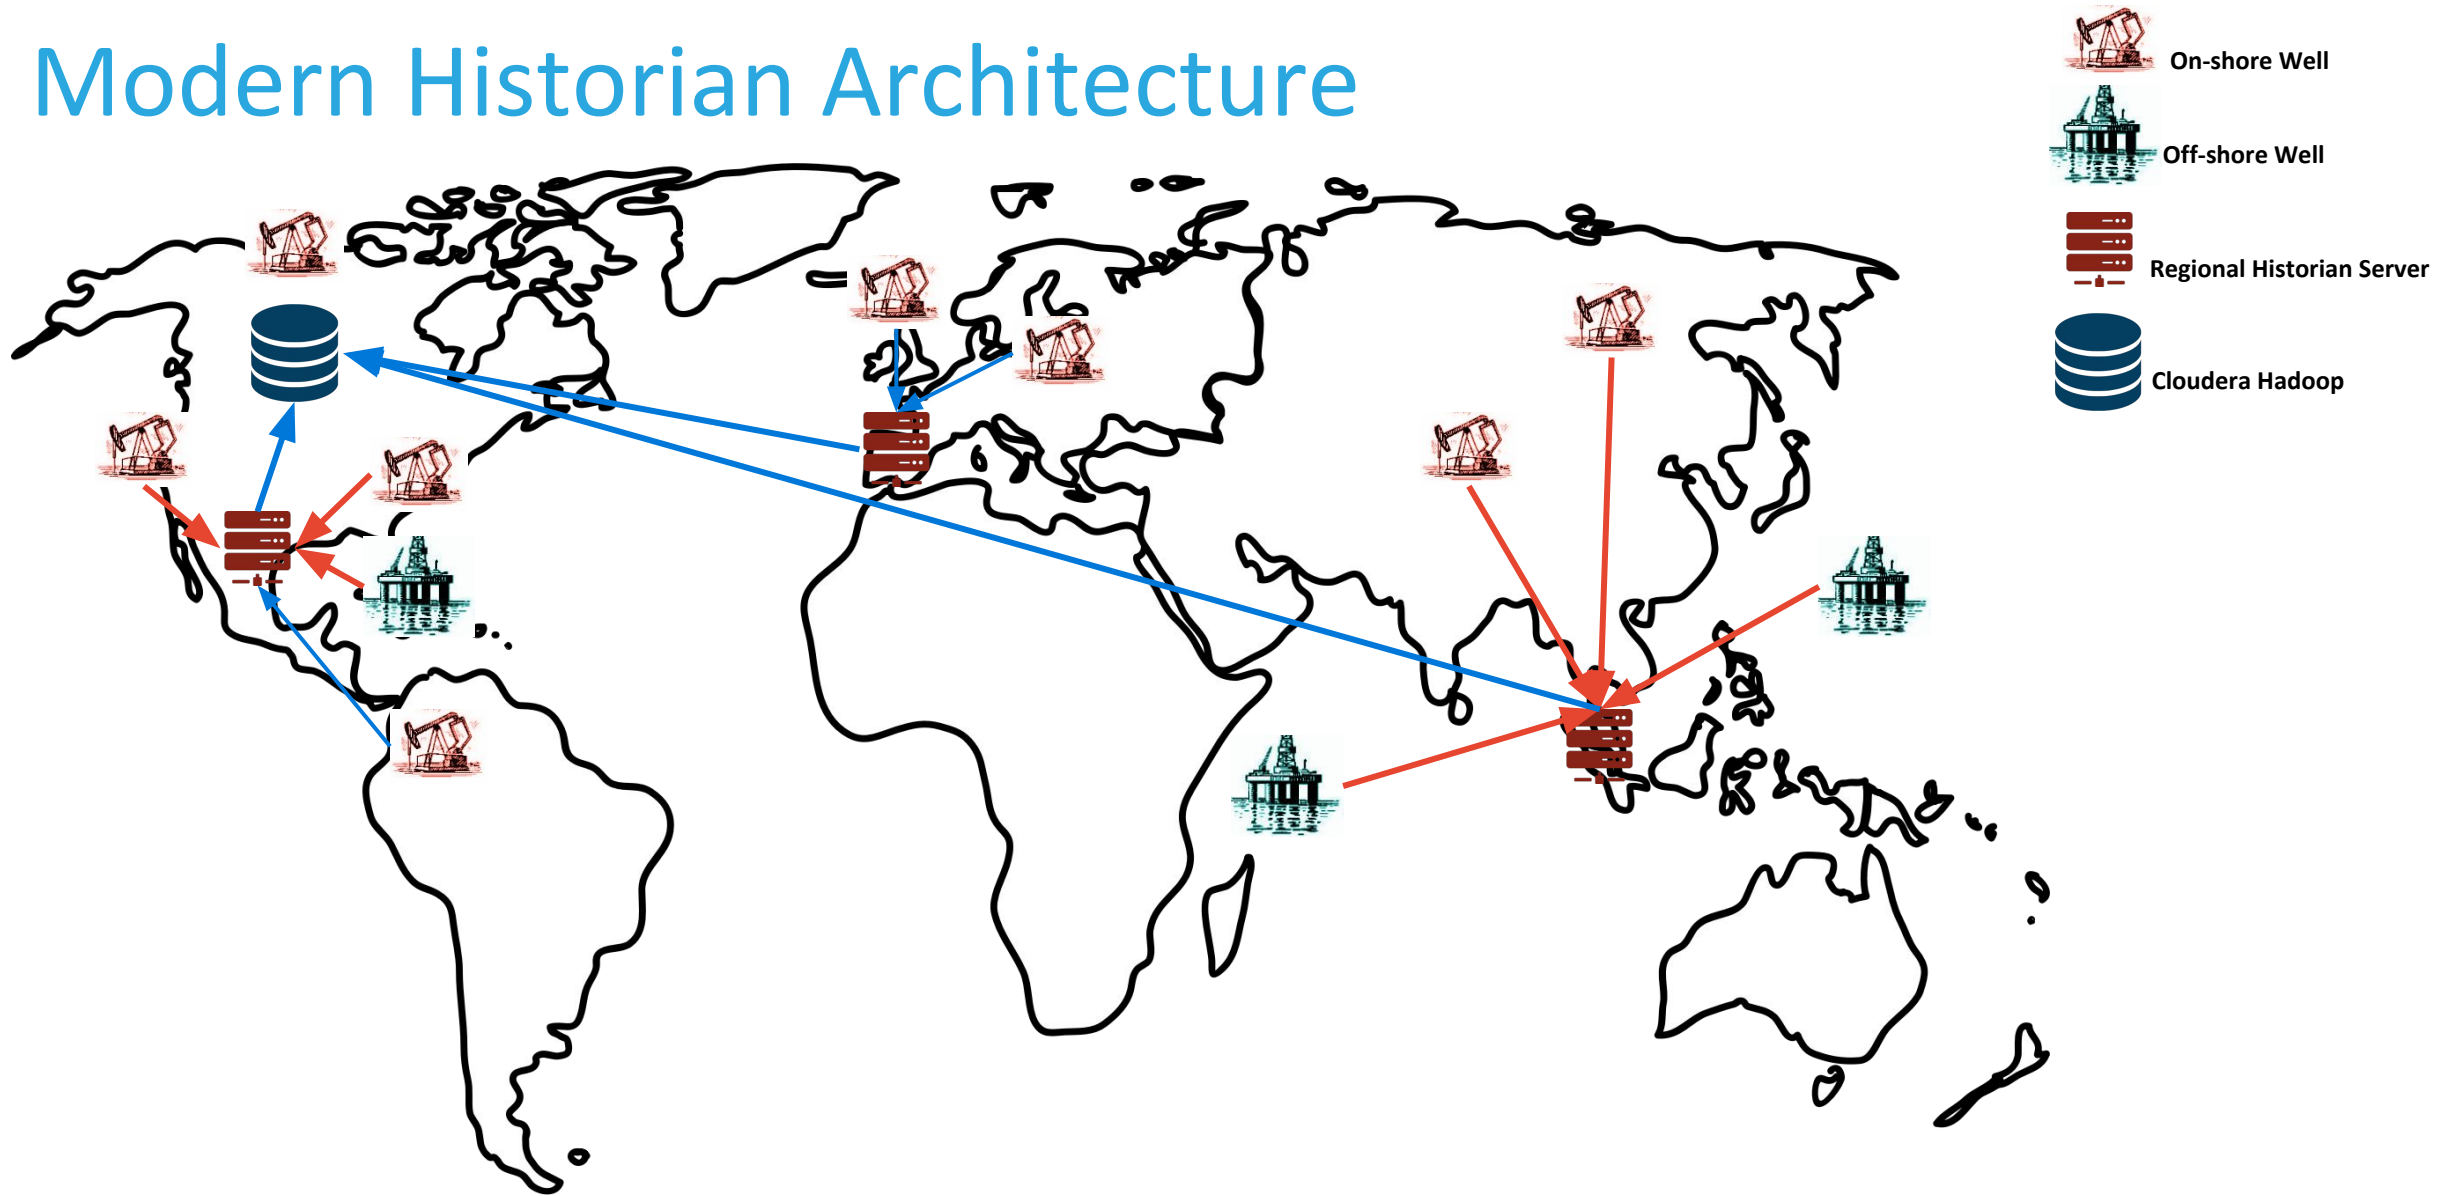 Modern Historian Architecture
On-shore Well
Off-shore Well
Regional Historian Server
Cloudera Hadoop